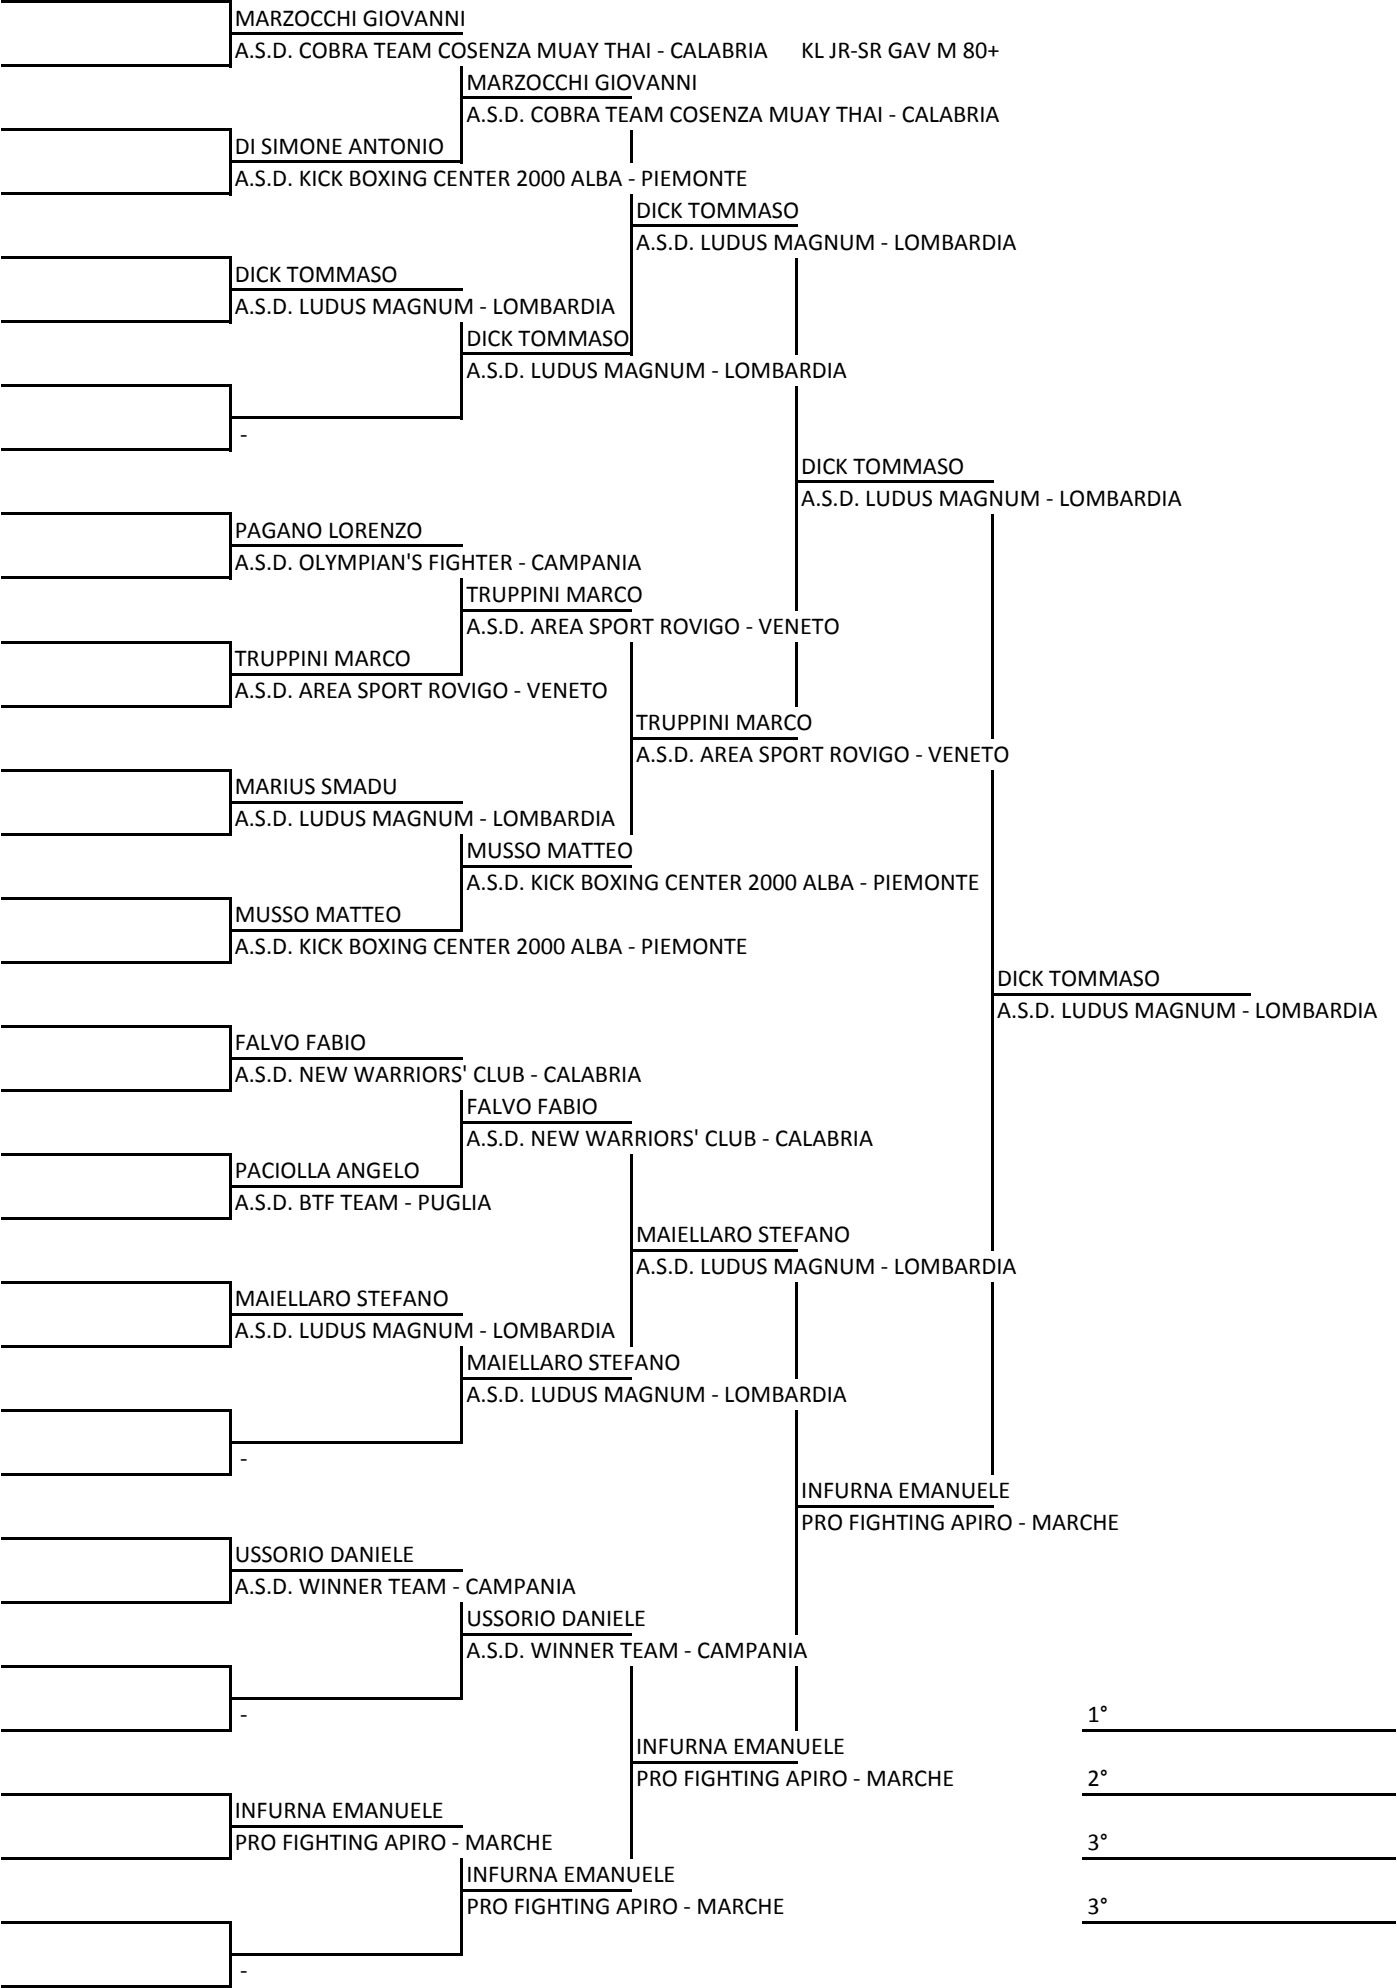 MARZOCCHI GIOVANNI
A.S.D. COBRA TEAM COSENZA MUAY THAI - CALABRIA KL JR-SR GAV M 80+
MARZOCCHI GIOVANNI
A.S.D. COBRA TEAM COSENZA MUAY THAI - CALABRIA
DI SIMONE ANTONIO
A.S.D. KICK BOXING CENTER 2000 ALBA - PIEMONTE
DICK TOMMASO
A.S.D. LUDUS MAGNUM - LOMBARDIA
DICK TOMMASO
A.S.D. LUDUS MAGNUM - LOMBARDIA
DICK TOMMASO
A.S.D. LUDUS MAGNUM - LOMBARDIA
-
DICK TOMMASO
A.S.D. LUDUS MAGNUM - LOMBARDIA
PAGANO LORENZO
A.S.D. OLYMPIAN'S FIGHTER - CAMPANIA
TRUPPINI MARCO
A.S.D. AREA SPORT ROVIGO - VENETO
TRUPPINI MARCO
A.S.D. AREA SPORT ROVIGO - VENETO
TRUPPINI MARCO
A.S.D. AREA SPORT ROVIGO - VENETO
MARIUS SMADU
A.S.D. LUDUS MAGNUM - LOMBARDIA
MUSSO MATTEO
A.S.D. KICK BOXING CENTER 2000 ALBA - PIEMONTE
MUSSO MATTEO
A.S.D. KICK BOXING CENTER 2000 ALBA - PIEMONTE
DICK TOMMASO
A.S.D. LUDUS MAGNUM - LOMBARDIA
FALVO FABIO
A.S.D. NEW WARRIORS' CLUB - CALABRIA
FALVO FABIO
A.S.D. NEW WARRIORS' CLUB - CALABRIA
PACIOLLA ANGELO
A.S.D. BTF TEAM - PUGLIA
MAIELLARO STEFANO
A.S.D. LUDUS MAGNUM - LOMBARDIA
MAIELLARO STEFANO
A.S.D. LUDUS MAGNUM - LOMBARDIA
MAIELLARO STEFANO
A.S.D. LUDUS MAGNUM - LOMBARDIA
-
INFURNA EMANUELE
PRO FIGHTING APIRO - MARCHE
USSORIO DANIELE
A.S.D. WINNER TEAM - CAMPANIA
USSORIO DANIELE
A.S.D. WINNER TEAM - CAMPANIA
-
1°
INFURNA EMANUELE
PRO FIGHTING APIRO - MARCHE
2°
INFURNA EMANUELE
PRO FIGHTING APIRO - MARCHE
3°
INFURNA EMANUELE
PRO FIGHTING APIRO - MARCHE
3°
-